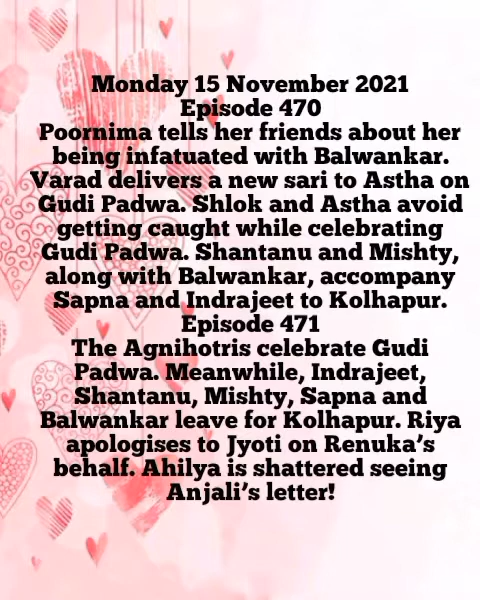 Monday 15 November 2021
Episode 470
Poornima tells her friends about her
being infatuated with Balwankar.
Varad delivers a new sari to Astha on
Gudi Padwa. Shlok and Astha avoid
getting caught while celebrating
Gudi Padwa. Shantanu and Mishty,
along with Balwankar, accompany
Sapna and Indrajeet to Kolhapur.
Episode 471
The Agnihotris celebrate Gudi
Padwa. Meanwhile, Indrajeet,
Shantanu, Mishty, Sapna and
Balwankar leave for Kolhapur. Riya
apologises to Jyoti on Renuka’s
behalf. Ahilya is shattered seeing
Anjali’s letter!